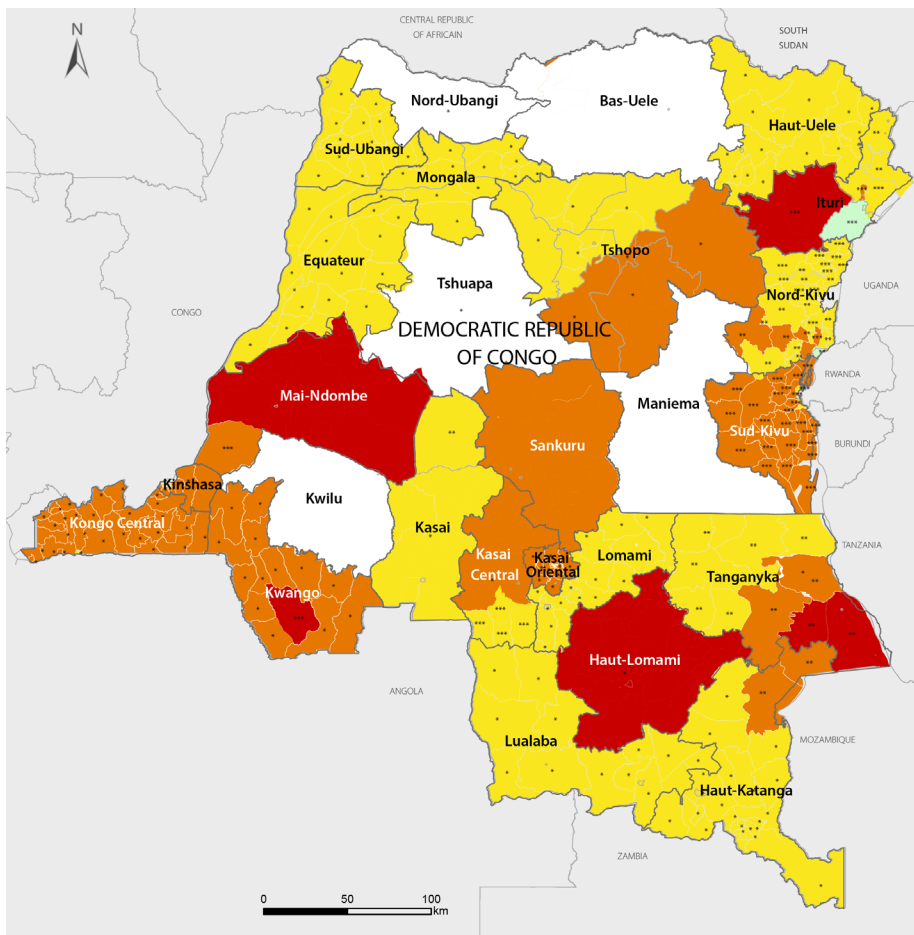 N
CENTRAL REPUBLIC
OF AFRICAIN
SOUTH
SUDAN
Nord-Ubangi
Bas-Uele
Haut-Uele
Sud-Ubangi
Mongala
Ituri
Equateur
Tshopo
Tshuapa
Nord-Kivu
UGANDA
CONGO
DEMOCRATIC REPUBLIC
OF CONGO
RWANDA
Mai-Ndombe
Maniema
Sud-Kivu
BURUNDI
Sankuru
Kinshasa
Kwilu
Kongo Central
Kasai
Kasai
Central
Kasai
Oriental
Lomami
TANZANIA
Tanganyka
Kwango
Haut-Lomami
ANGOLA
Lualaba
MOZAMBIQUE
Haut-Katanga
ZAMBIA
0 50 100
km